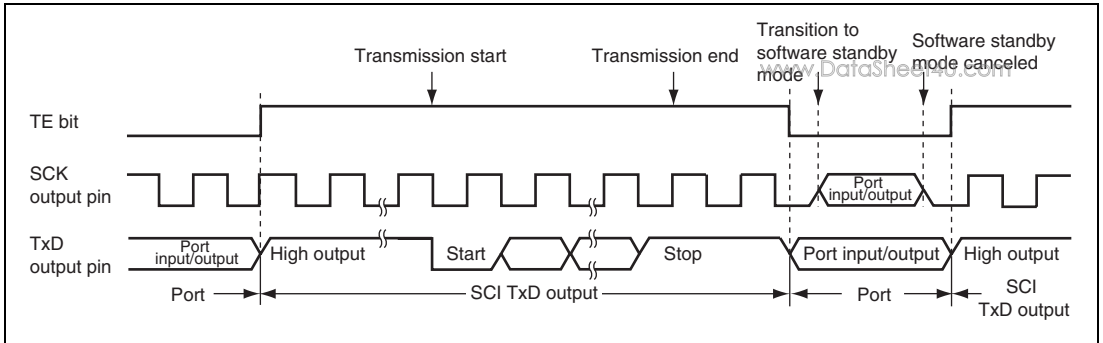 Transmission start
Transmission end
Transition to
software standby
mode
Software standby
mode canceled
www.DataSheet4U.com
TE bit
SCK
output pin
Port
input/output
TxD
output pin
Port
input/output
High output
Start
Stop
Port input/output
High output
Port
SCI TxD output
Port
SCI
TxD output